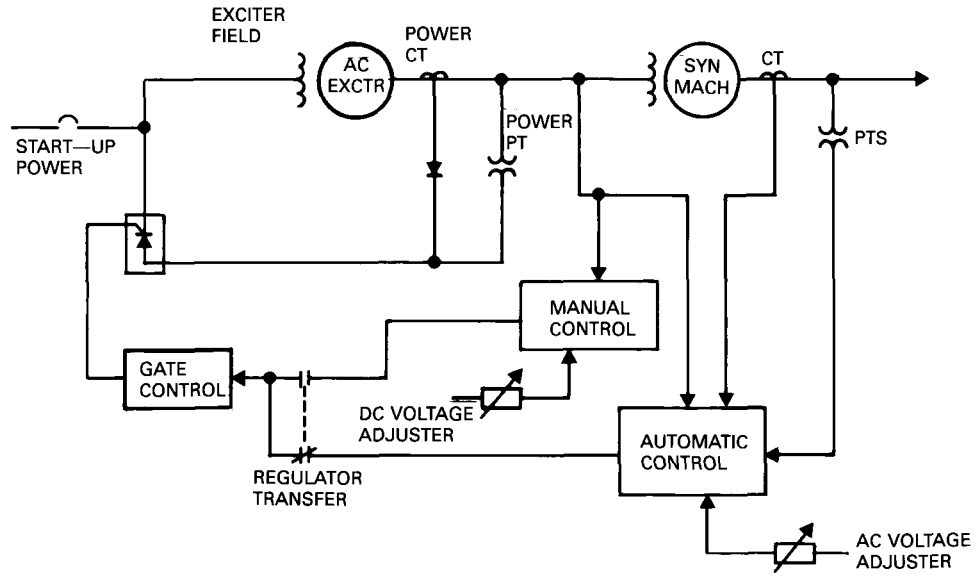 EXCITER
FIELD
AC
EXCTR
POWER
CT
SYN
MACH
CT
START—UP
POWER
POWER
PT
PTS
MANUAL
CONTROL
GATE
CONTROL
DC VOLTAGE
ADJUSTER
AUTOMATIC
CONTROL
REGULATOR
TRANSFER
AC VOLTAGE
ADJUSTER